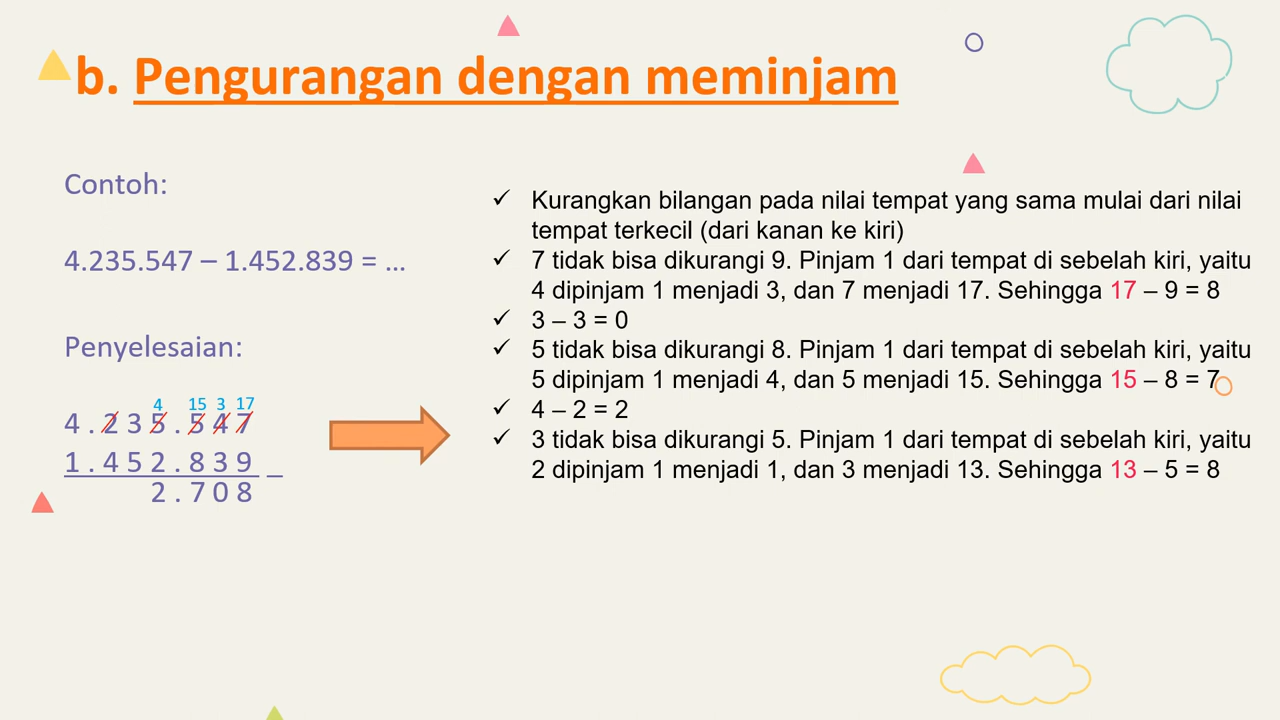 b. Pengurangan dengan meminjam
Contoh:
4.235.547 – 1.452.839 = ...
Penyelesaian:
4 15 3 17
4 . 2 3 5 . 5 4 7
1 . 4 5 2 . 8 3 9 –
2 . 7 0 8
✓ Kurangkan bilangan pada nilai tempat yang sama mulai dari nilai
tempat terkecil (dari kanan ke kiri)
✓ 7 tidak bisa dikurangi 9. Pinjam 1 dari tempat di sebelah kiri, yaitu
4 dipinjam 1 menjadi 3, dan 7 menjadi 17. Sehingga 17 – 9 = 8
✓ 3 – 3 = 0
✓ 5 tidak bisa dikurangi 8. Pinjam 1 dari tempat di sebelah kiri, yaitu
5 dipinjam 1 menjadi 4, dan 5 menjadi 15. Sehingga 15 – 8 = 7
✓ 4 – 2 = 2
✓ 3 tidak bisa dikurangi 5. Pinjam 1 dari tempat di sebelah kiri, yaitu
2 dipinjam 1 menjadi 1, dan 3 menjadi 13. Sehingga 13 – 5 = 8